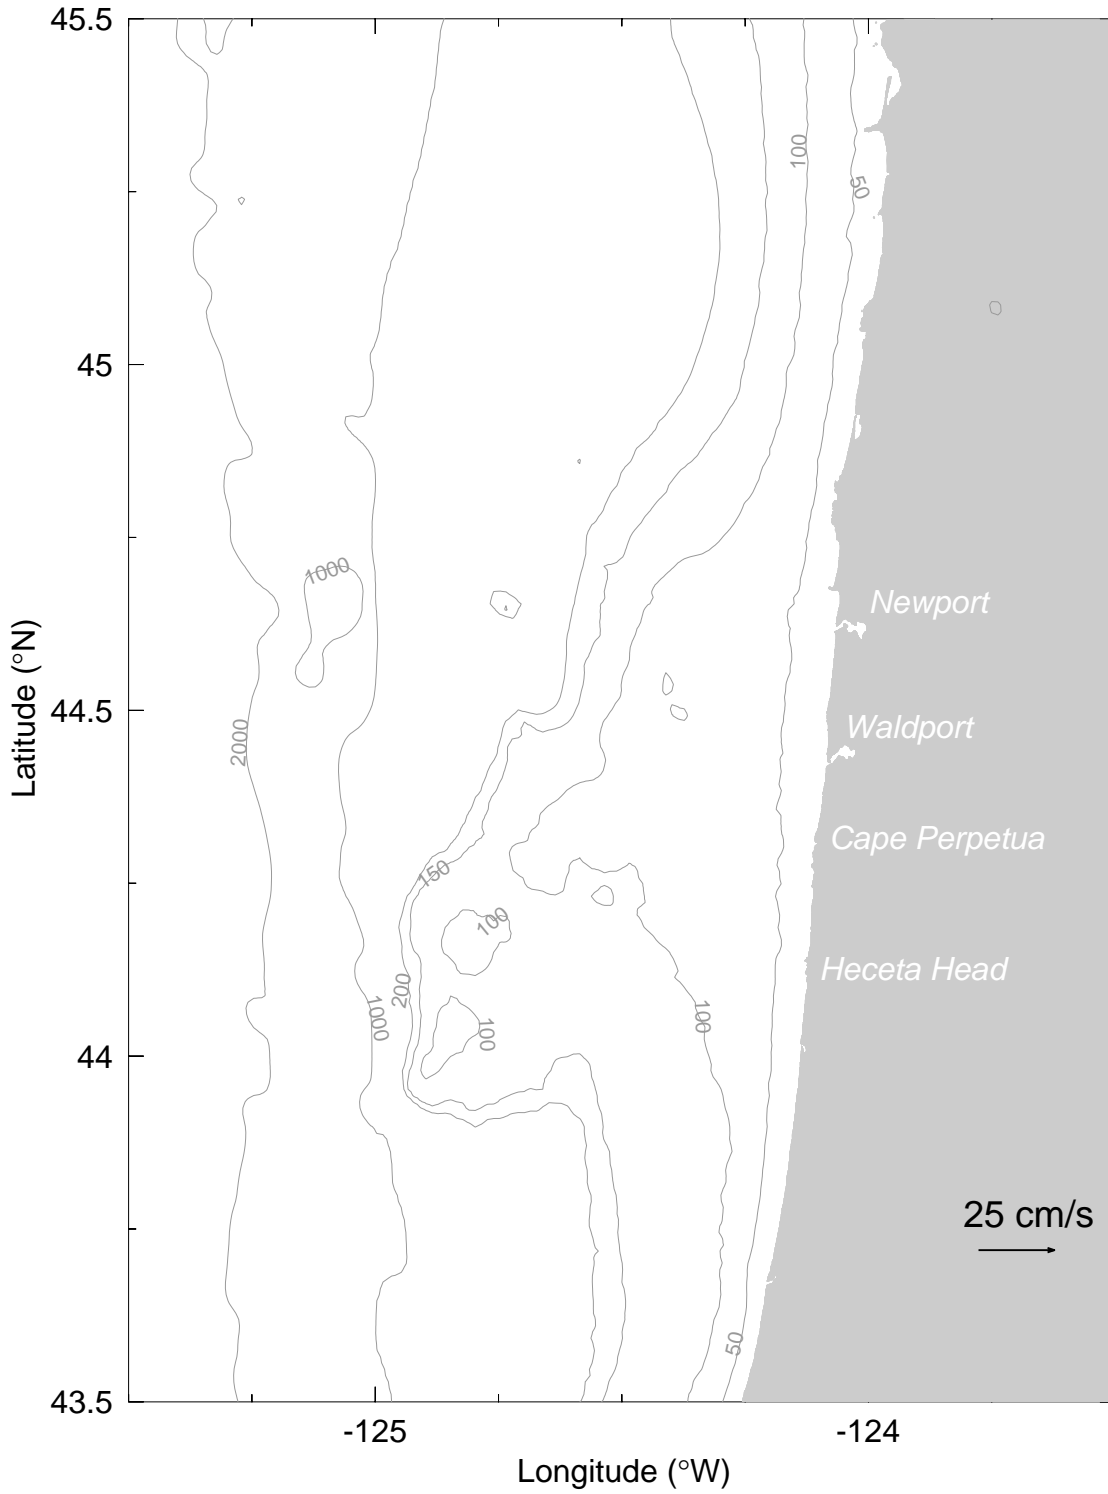 45.5
100
50
45
1000
Newport
Latitude (°N)
44.5
2000
Waldport
Cape Perpetua
150
100
Heceta Head
200
1000
100
100
44
25 cm/s
50
43.5
-125
-124
Longitude (°W)